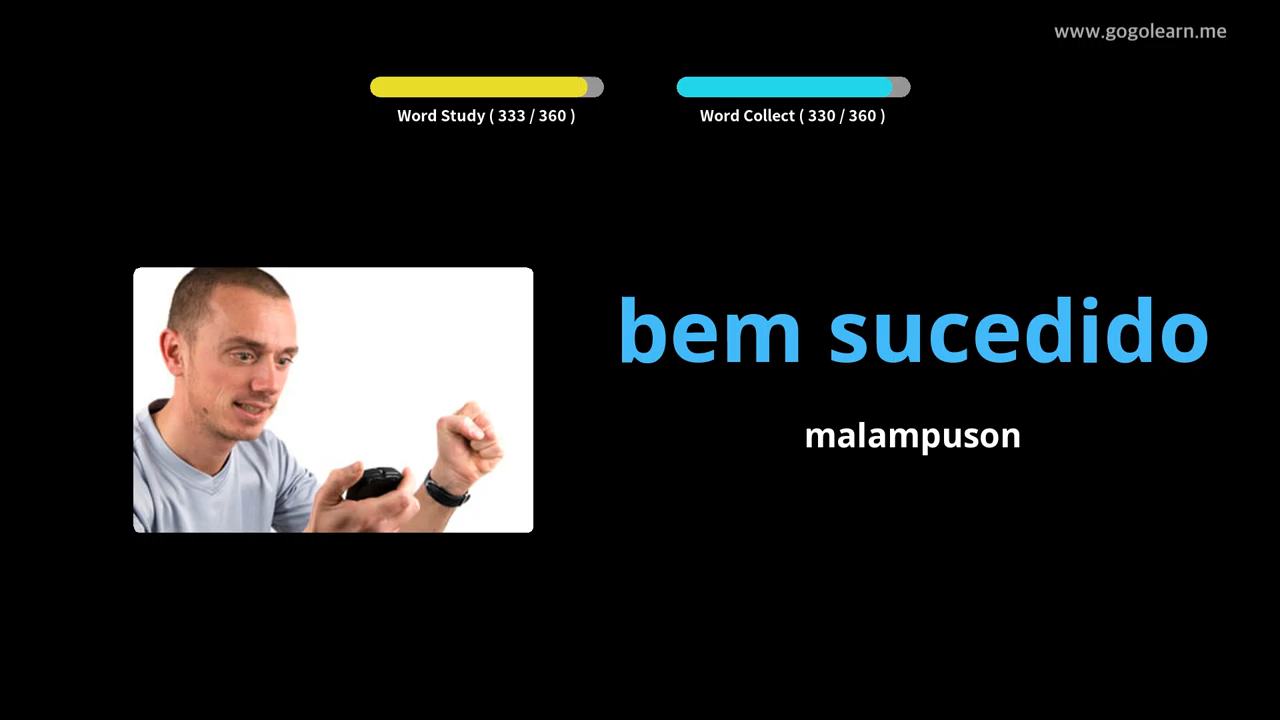 www.gogolearn.me
Word Study ( 333 / 360 )
Word Collect ( 330 / 360 )
bem sucedido
malampuson